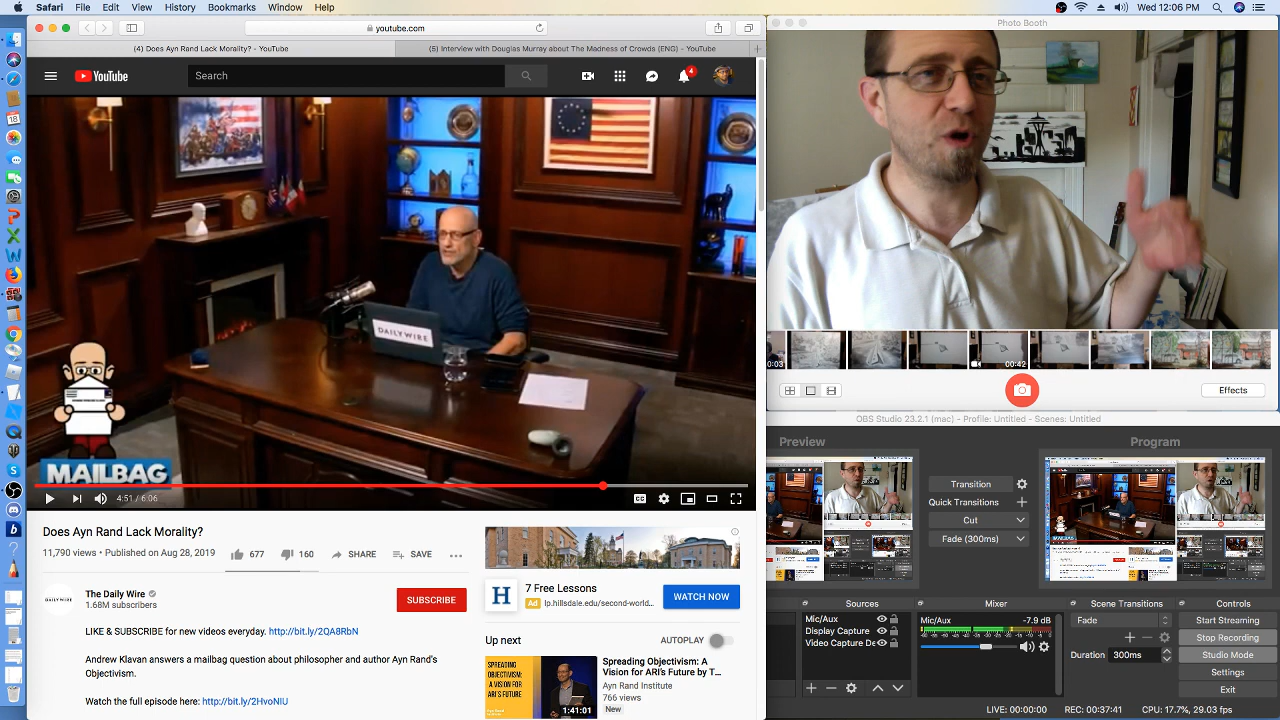 Safari File Edit View History Bookmarks Window Help
Wed 12:06 PM
youtube.com
(4) Does Ayn Rand Lack Morality? - YouTube
(5) Interview with Douglas Murray about The Madness of Crowds (ENG) - YouTube
YouTube
Search
4
18
DAILYWIRE
MAILBAG
4:51 / 6:06
CC
Does Ayn Rand Lack Morality?
11,790 views • Published on Aug 28, 2019
677
160
SHARE
SAVE
DAILYWIRE
The Daily Wire
1.68M subscribers
SUBSCRIBE
LIKE & SUBSCRIBE for new videos everyday. http://bit.ly/2QA8RbN
Andrew Klavan answers a mailbag question about philosopher and author Ayn Rand's
Objectivism.
Watch the full episode here: http://bit.ly/2HvoNIU
H
7 Free Lessons
Ad lp.hillsdale.edu/second-world...
WATCH NOW
Up next
AUTOPLAY
SPREADING
OBJECTIVISM:
A VISION FOR
ARI'S FUTURE
1:41:01
Spreading Objectivism: A
Vision for ARI's Future by T...
Ayn Rand Institute
766 views
New
Photo Booth
0:03
00:42
Effects
OBS Studio 23.2.1 (mac) - Profile: Untitled - Scenes: Untitled
Preview
Program
Transition
Quick Transitions
Cut
Fade (300ms)
Sources
Mic/Aux
Display Capture
Video Capture De
Mixer
Mic/Aux
-7.9 dB
Scene Transitions
Fade
Duration 300ms
Controls
Start Streaming
Stop Recording
Studio Mode
Settings
Exit
LIVE: 00:00:00
REC: 00:37:41
CPU: 17.7%, 29.03 fps